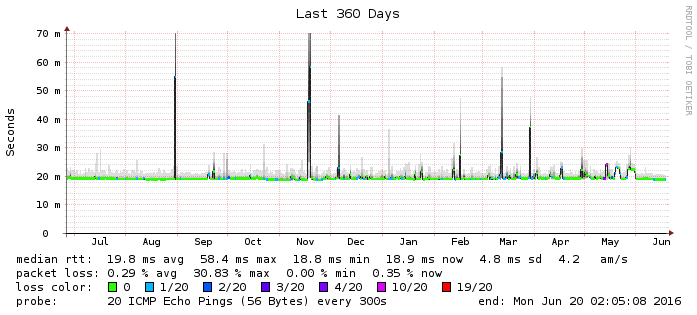 Last 360 Days
RRDTOOL / TOBI OETIKER
Seconds
70 m
60 m
50 m
40 m
30 m
20 m
10 m
0
Jul Aug Sep Oct Nov Dec Jan Feb Mar Apr May Jun
median rtt: 19.8 ms avg 58.4 ms max 18.8 ms min 18.9 ms now 4.8 ms sd 4.2 am/s
packet loss: 0.29 % avg 30.83 % max 0.00 % min 0.35 % now
loss color: 0 1/20 2/20 3/20 4/20 10/20 19/20
probe: 20 ICMP Echo Pings (56 Bytes) every 300s end: Mon Jun 20 02:05:08 2016